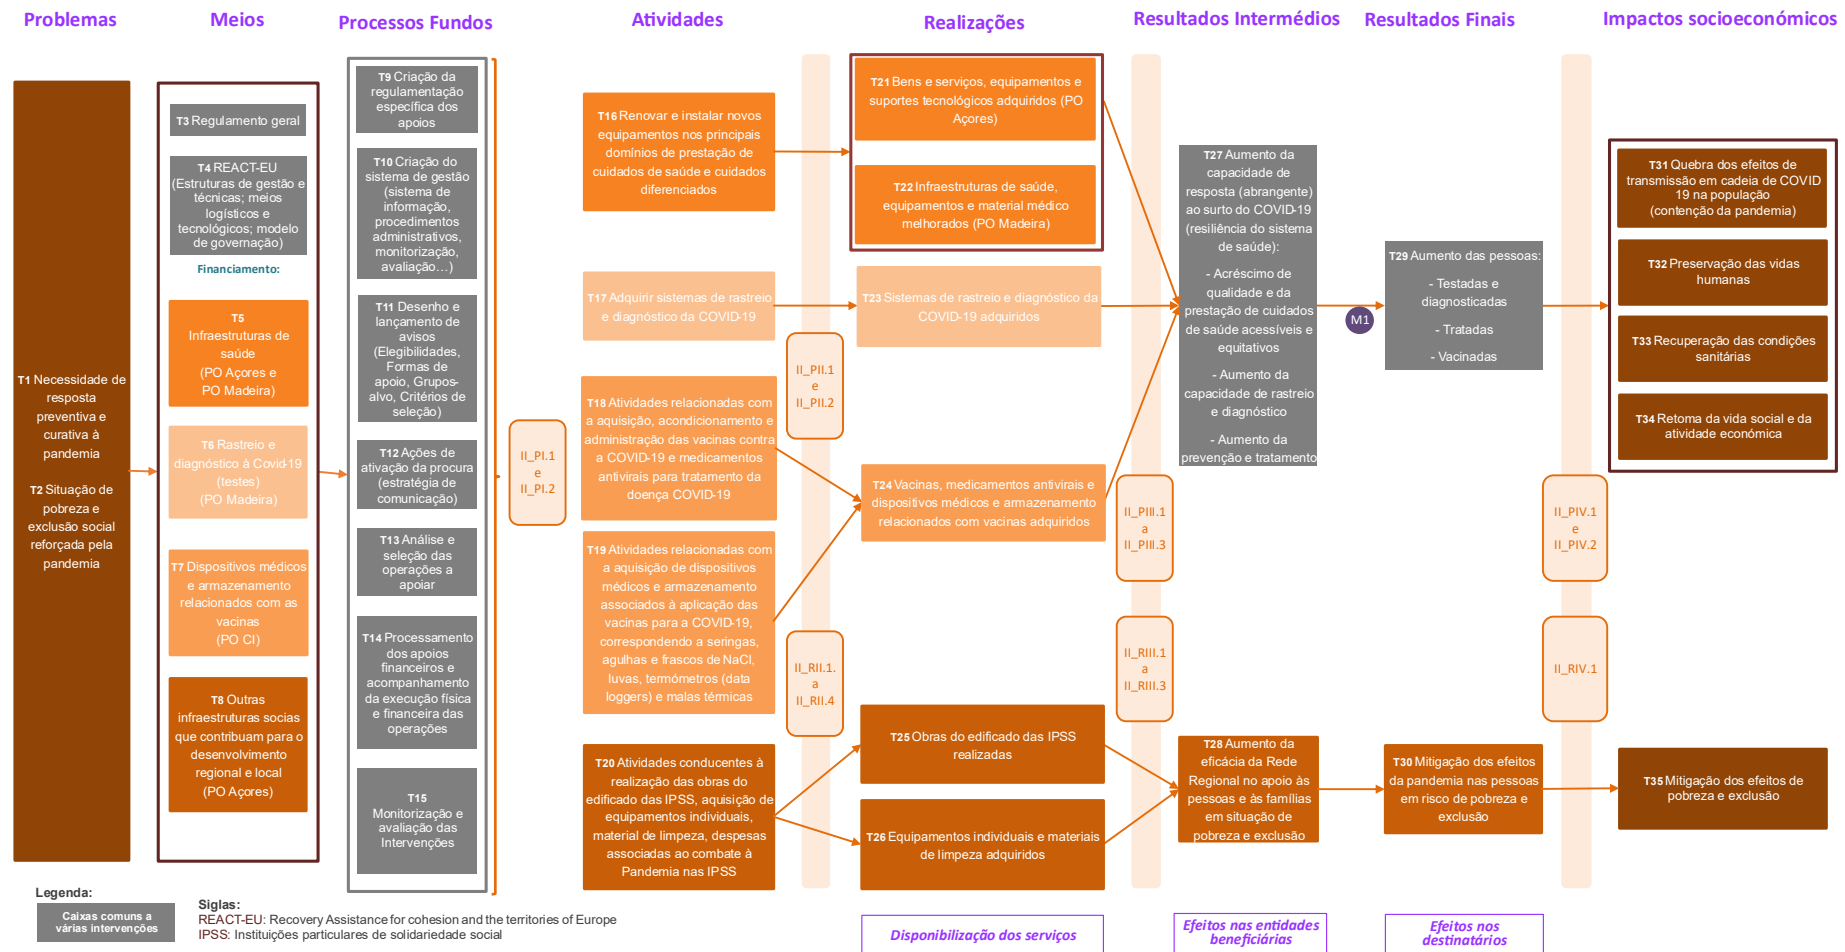 Problemas
Meios
Processos Fundos
Atividades
Realizações
Resultados Intermédios
Resultados Finais
Impactos socioeconómicos
T1 Necessidade de
resposta
preventiva e
curativa à
pandemia
T2 Situação de
pobreza e
exclusão social
reforçada pela
pandemia
T3 Regulamento geral
T4 REACT-EU
(Estruturas de gestão e
técnicas; meios
logísticos e
tecnológicos; modelo
de governação)
Financiamento:
T5
Infraestruturas de
saúde
(PO Açores e
PO Madeira)
T6 Rastreio e
diagnóstico à Covid-19
(testes)
(PO Madeira)
T7 Dispositivos médicos
e armazenamento
relacionados com as
vacinas
(PO CI)
T8 Outras
infraestruturas socias
que contribuam para o
desenvolvimento
regional e local
(PO Açores)
T9 Criação da
regulamentação
específica dos
apoios
T10 Criação do
sistema de gestão
(sistema de
informação,
procedimentos
administrativos,
monitorização,
avaliação...)
T11 Desenho e
lançamento de
avisos
(Elegibilidades,
Formas de
apoio, Grupos-
alvo, Critérios de
seleção)
T12 Ações de
ativação da procura
(estratégia de
comunicação)
T13 Análise e
seleção das
operações a
apoiar
T14 Processamento
dos apoios
financeiros e
acompanhamento
da execução física
e financeira das
operações
T15
Monitorização e
avaliação das
Intervenções
II_PI.1
e
II_PI.2
T16 Renovar e instalar novos
equipamentos nos principais
domínios de prestação de
cuidados de saúde e cuidados
diferenciados
T17 Adquirir sistemas de rastreio
e diagnóstico da COVID-19
T18 Atividades relacionadas com
a aquisição, acondicionamento e
administração das vacinas contra
a COVID-19 e medicamentos
antivirais para tratamento da
doença COVID-19
T19 Atividades relacionadas com
a aquisição de dispositivos
médicos e armazenamento
associados à aplicação das
vacinas para a COVID-19,
correspondendo a seringas,
agulhas e frascos de NaCl,
luvas, termómetros (data
loggers) e malas térmicas
T20 Atividades conducentes à
realização das obras do
edificado das IPSS, aquisição de
equipamentos individuais,
material de limpeza, despesas
associadas ao combate à
Pandemia nas IPSS
II_PII.1
e
II_PII.2
II_RII.1.
a
II_RII.4
T21 Bens e serviços, equipamentos e
suportes tecnológicos adquiridos (PO
Açores)
T22 Infraestruturas de saúde,
equipamentos e material médico
melhorados (PO Madeira)
T23 Sistemas de rastreio e diagnóstico da
COVID-19 adquiridos
T24 Vacinas, medicamentos antivirais e
dispositivos médicos e armazenamento
relacionados com vacinas adquiridos
T25 Obras do edificado das IPSS
realizadas
T26 Equipamentos individuais e materiais
de limpeza adquiridos
II_PIII.1
a
II_PIII.3
II_RIII.1
a
II_RIII.3
T27 Aumento da
capacidade de
resposta (abrangente)
ao surto do COVID-19
(resiliência do sistema
de saúde):
- Acréscimo de
qualidade e da
prestação de cuidados
de saúde acessíveis e
equitativos
- Aumento da
capacidade de rastreio
e diagnóstico
- Aumento da
prevenção e tratamento
T28 Aumento da
eficácia da Rede
Regional no apoio às
pessoas e às famílias
em situação de
pobreza e exclusão
M1
T29 Aumento das pessoas:
- Testadas e
diagnosticadas
- Tratadas
- Vacinadas
T30 Mitigação dos efeitos
da pandemia nas pessoas
em risco de pobreza e
exclusão
II_PIV.1
e
II_PIV.2
II_RIV.1
T31 Quebra dos efeitos de
transmissão em cadeia de COVID
19 na população
(contenção da pandemia)
T32 Preservação das vidas
humanas
T33 Recuperação das condições
sanitárias
T34 Retoma da vida social e da
atividade económica
T35 Mitigação dos efeitos de
pobreza e exclusão
Legenda:
Caixas comuns a
várias intervenções
Siglas:
REACT-EU: Recovery Assistance for cohesion and the territories of Europe
IPSS: Instituições particulares de solidariedade social
Disponibilização dos serviços
Efeitos nas entidades
beneficiárias
Efeitos nos
destinatários